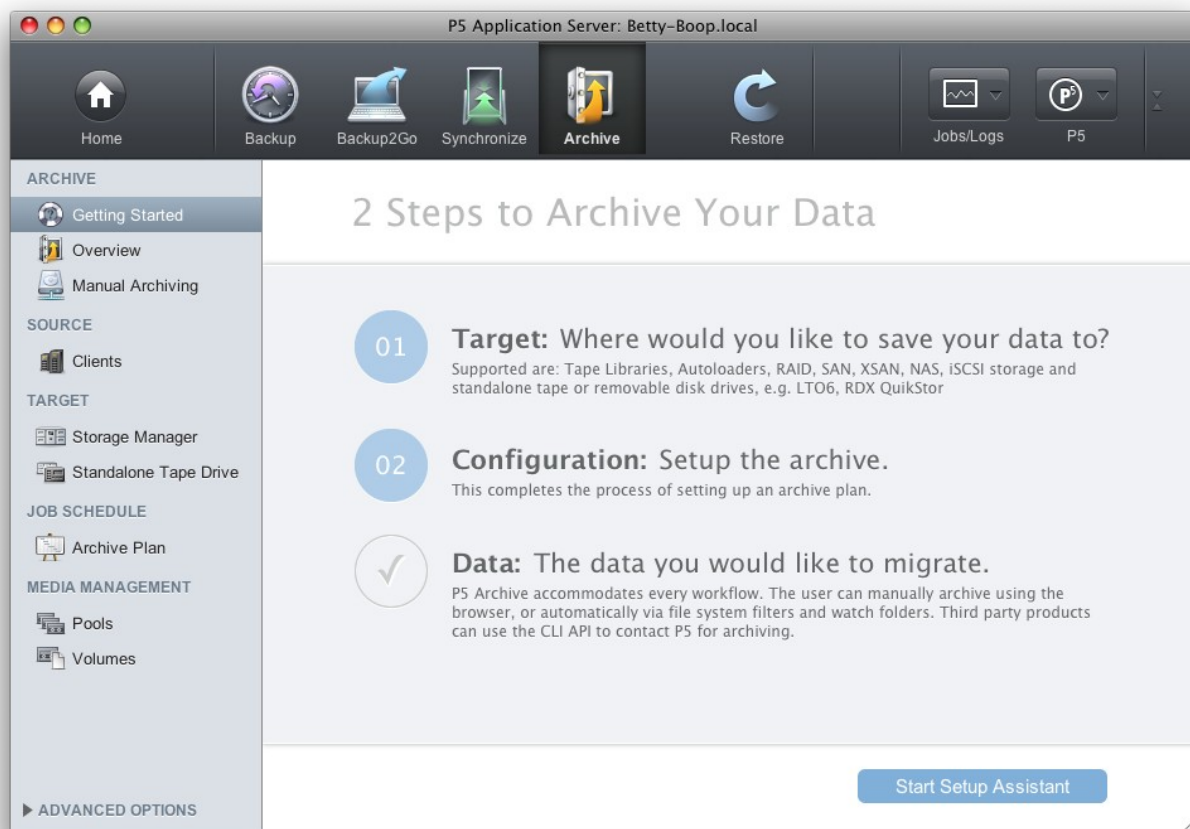 P5 Application Server: Betty-Boop.local
Home
Backup
Backup2Go
Synchronize
Archive
Restore
Jobs/Logs
P5
P5
ARCHIVE
Getting Started
Overview
Manual Archiving
SOURCE
Clients
TARGET
Storage Manager
Standalone Tape Drive
JOB SCHEDULE
Archive Plan
MEDIA MANAGEMENT
Pools
Volumes
ADVANCED OPTIONS
2 Steps to Archive Your Data
01
Target: Where would you like to save your data to?
Supported are: Tape Libraries, Autoloaders, RAID, SAN, XSAN, NAS, iSCSI storage and
standalone tape or removable disk drives, e.g. LTO6, RDX QuikStor
02
Configuration: Setup the archive.
This completes the process of setting up an archive plan.
Data: The data you would like to migrate.
P5 Archive accommodates every workflow. The user can manually archive using the
browser, or automatically via file system filters and watch folders. Third party products
can use the CLI API to contact P5 for archiving.
Start Setup Assistant